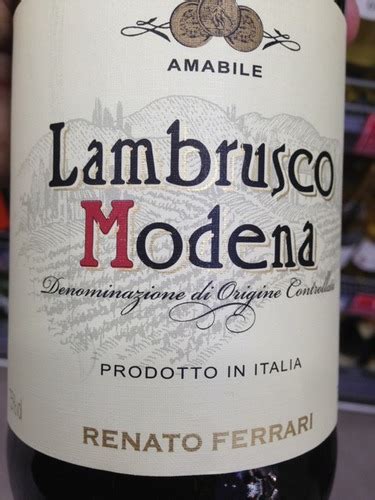 AMABILE
Lambrusco
Modena
Denominazione di Origine Controllata
PRODOTTO IN ITALIA
RENATO FERRARI